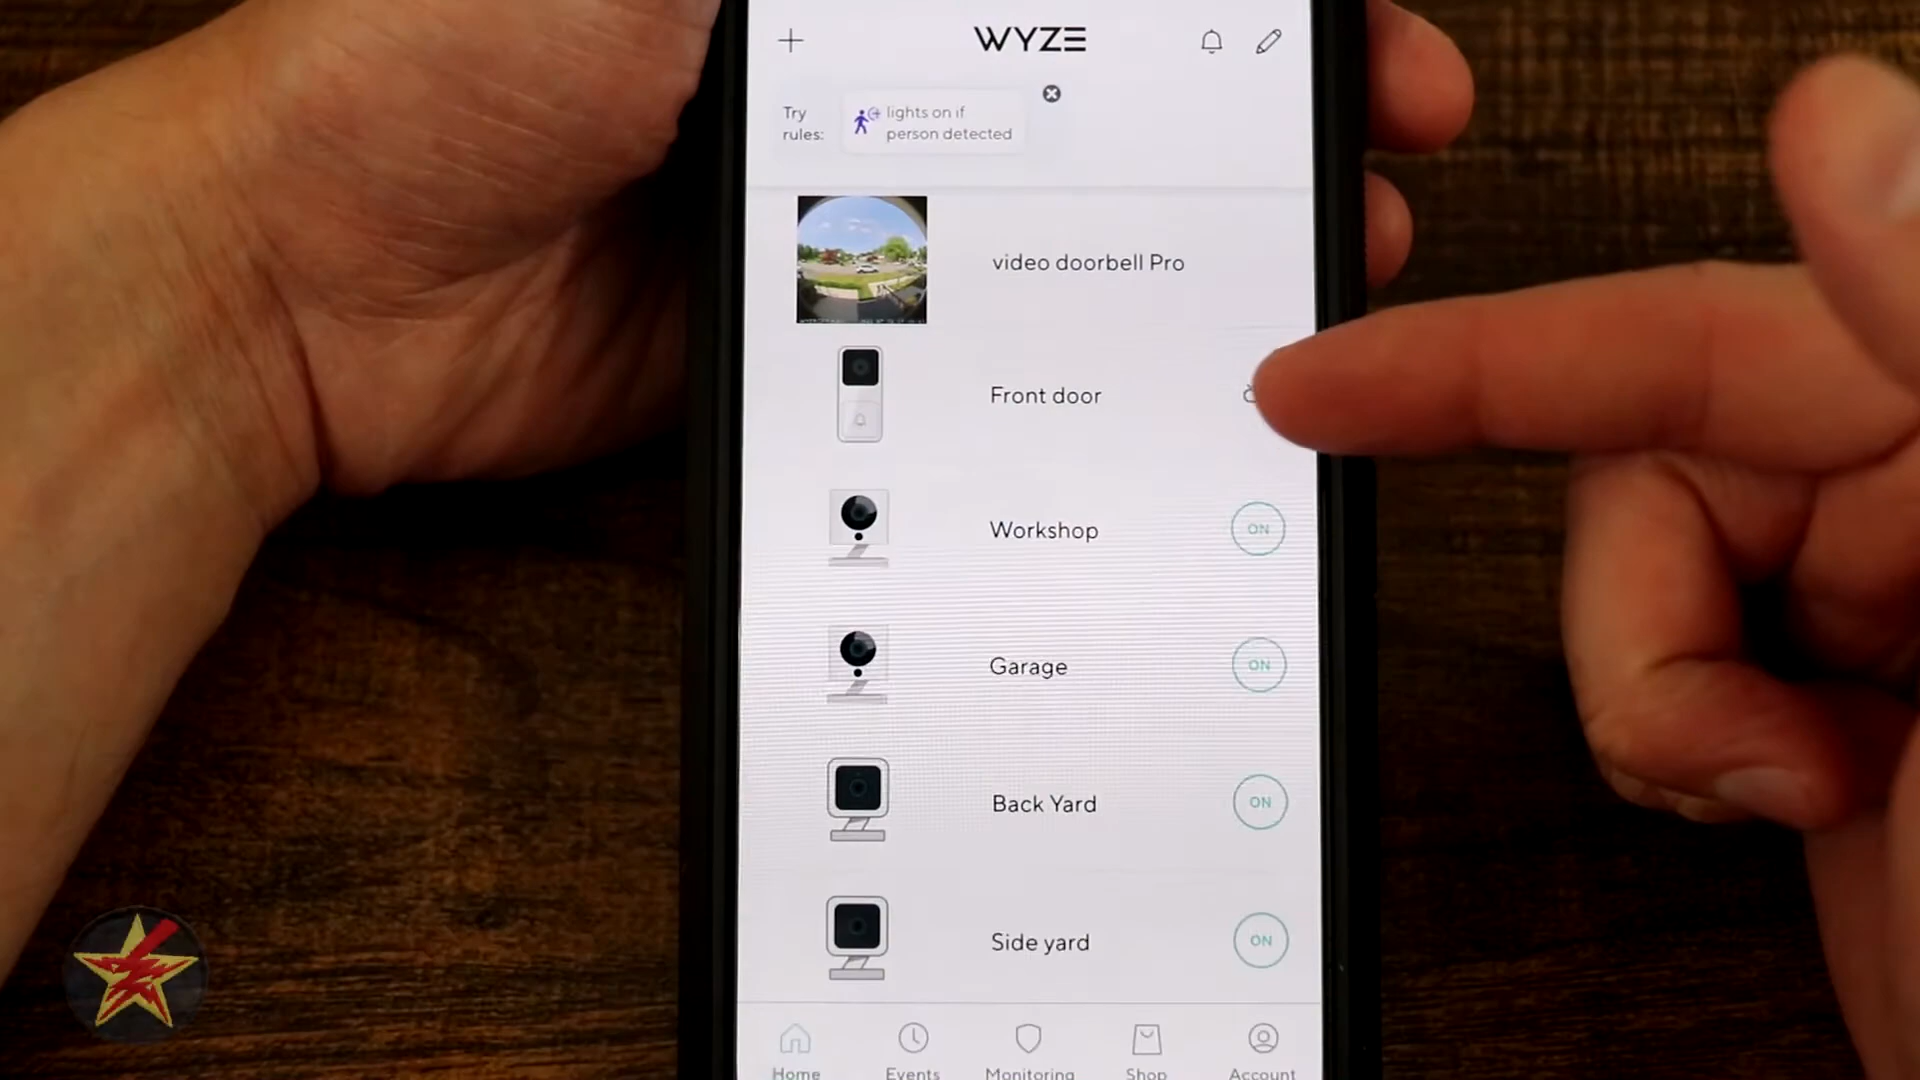 WYZE
Try
rules:
lights on if
person detected
video doorbell Pro
Front door
Workshop
ON
Garage
ON
Back Yard
ON
Side yard
ON
Home
Events
Monitoring
Shop
Account